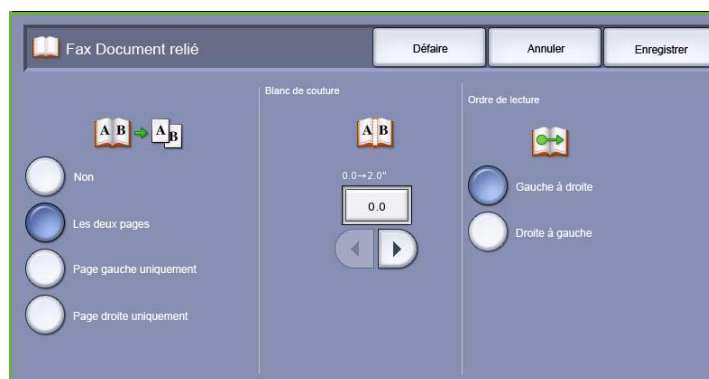 Fax Document relié
Défaire
Annuler
Enregistrer
A B A B
Non
Les deux pages
Page gauche uniquement
Page droite uniquement
Blanc de couture
A B
0.0→2.0"
0.0
Ordre de lecture
Gauche à droite
Droite à gauche